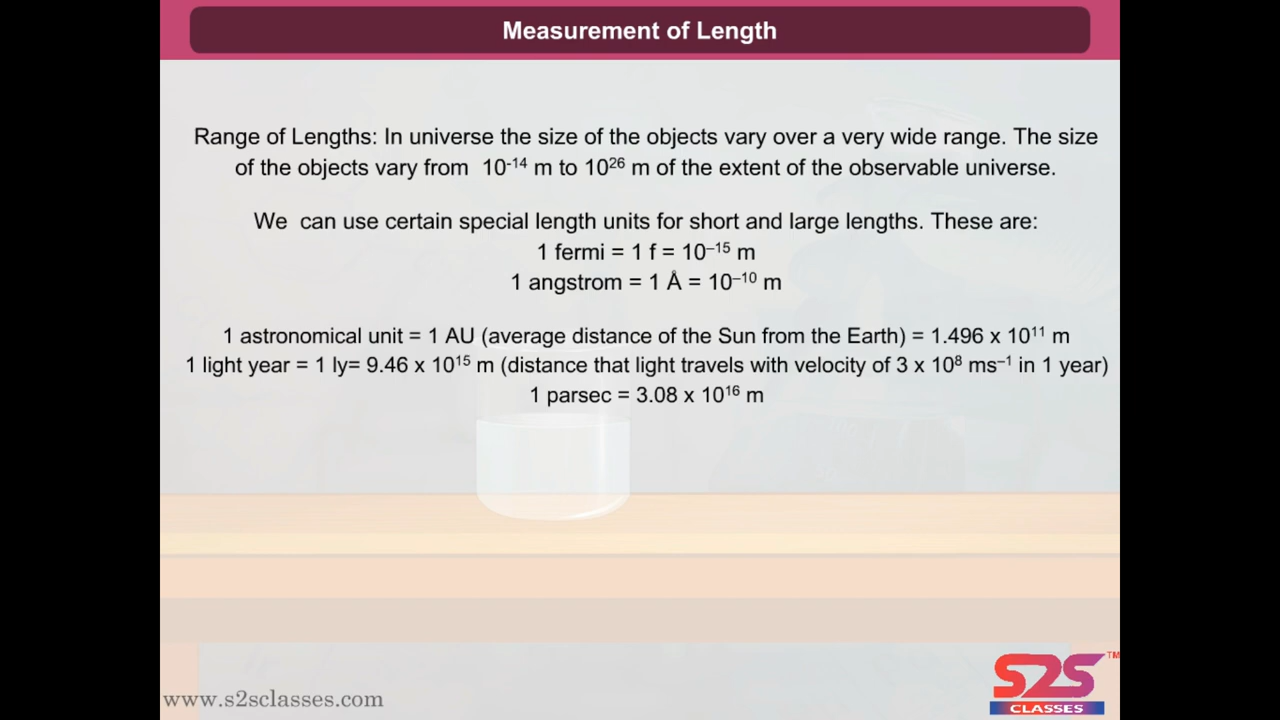 Measurement of Length
Range of Lengths: In universe the size of the objects vary over a very wide range. The size
of the objects vary from 10⁻¹⁴ m to 10²⁶ m of the extent of the observable universe.
We can use certain special length units for short and large lengths. These are:
1 fermi = 1 f = 10⁻¹⁵ m
1 angstrom = 1 Å = 10⁻¹⁰ m
1 astronomical unit = 1 AU (average distance of the Sun from the Earth) = 1.496 x 10¹¹ m
1 light year = 1 ly= 9.46 x 10¹⁵ m (distance that light travels with velocity of 3 x 10⁸ ms⁻¹ in 1 year)
1 parsec = 3.08 x 10¹⁶ m
www.s2sclasses.com
S2S TM
CLASSES